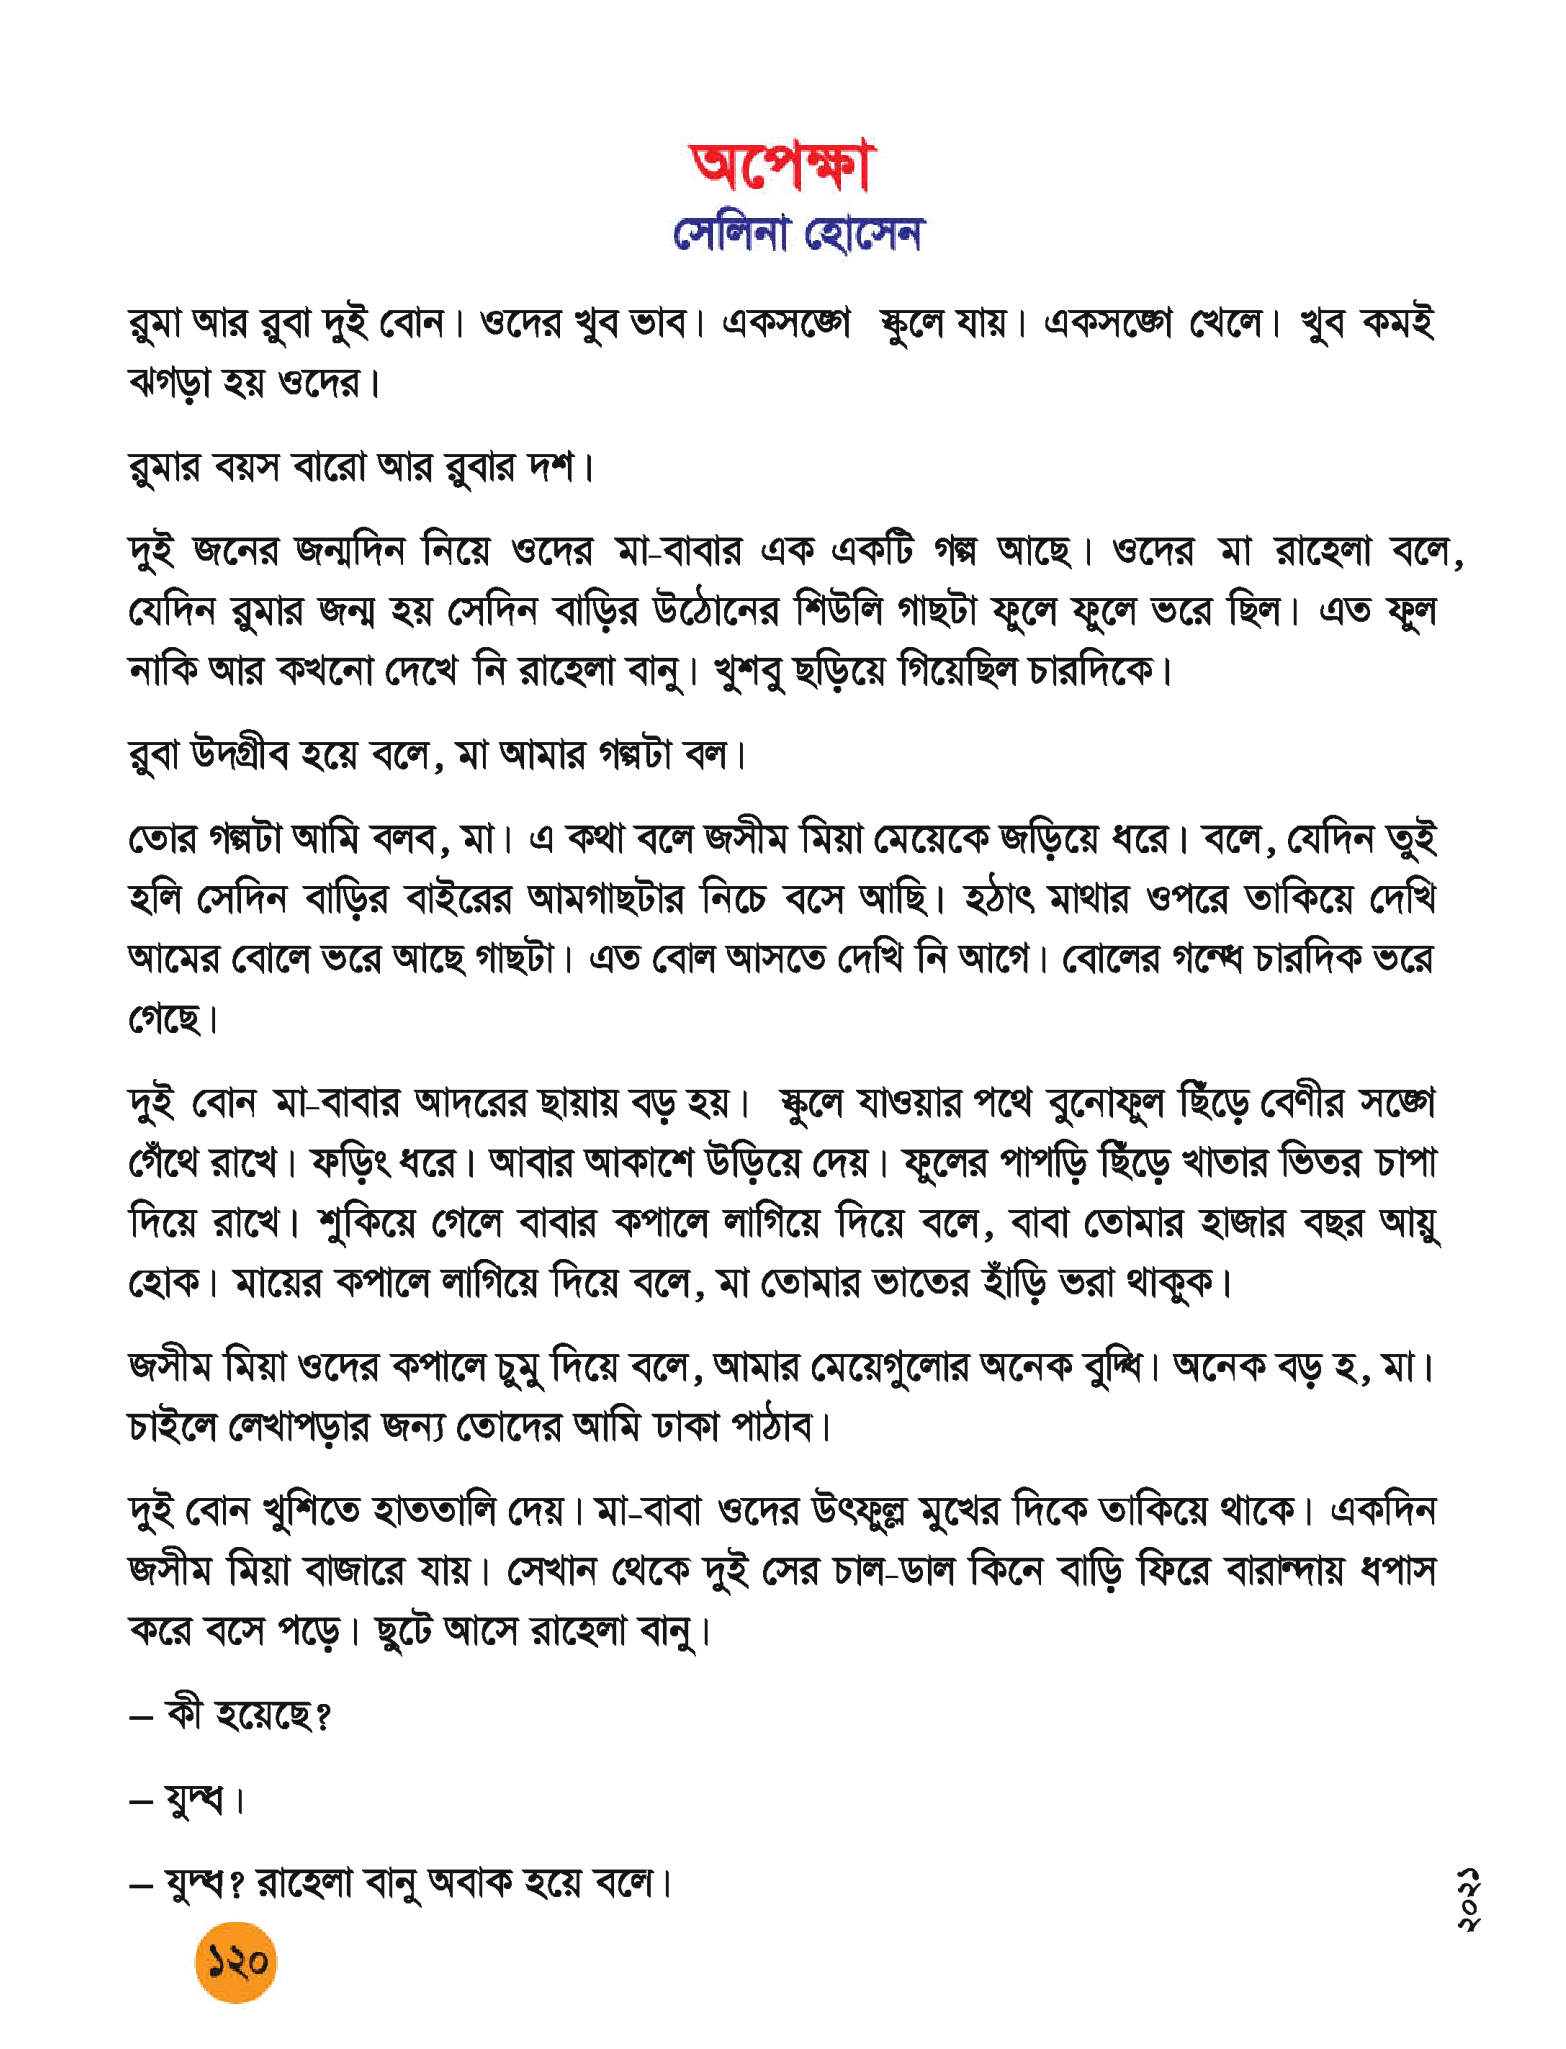 অপেক্ষা
সেলিনা হোসেন
রুমা আর রুবা দুই বোন। ওদের খুব ভাব। একসঙ্গে স্কুলে যায়। একসঙ্গে খেলে। খুব কমই
ঝগড়া হয় ওদের।
রুমার বয়স বারো আর রুবার দশ।
দুই জনের জন্মদিন নিয়ে ওদের মা-বাবার এক একটি গল্প আছে। ওদের মা রাহেলা বলে,
যেদিন রুমার জন্ম হয় সেদিন বাড়ির উঠোনের শিউলি গাছটা ফুলে ফুলে ভরে ছিল। এত ফুল
নাকি আর কখনো দেখে নি রাহেলা বানু। খুশবু ছড়িয়ে গিয়েছিল চারদিকে।
রুবা উদগ্রীব হয়ে বলে, মা আমার গল্পটা বল।
তোর গল্পটা আমি বলব, মা। এ কথা বলে জসীম মিয়া মেয়েকে জড়িয়ে ধরে। বলে, যেদিন তুই
হলি সেদিন বাড়ির বাইরের আমগাছটার নিচে বসে আছি। হঠাৎ মাথার ওপরে তাকিয়ে দেখি
আমের বোলে ভরে আছে গাছটা। এত বোল আসতে দেখি নি আগে। বোলের গন্ধে চারদিক ভরে
গেছে।
দুই বোন মা-বাবার আদরের ছায়ায় বড় হয়। স্কুলে যাওয়ার পথে বুনোফুল ছিঁড়ে বেণীর সঙ্গে
গেঁথে রাখে। ফড়িং ধরে। আবার আকাশে উড়িয়ে দেয়। ফুলের পাপড়ি ছিঁড়ে খাতার ভিতর চাপা
দিয়ে রাখে। শুকিয়ে গেলে বাবার কপালে লাগিয়ে দিয়ে বলে, বাবা তোমার হাজার বছর আয়ু
হোক। মায়ের কপালে লাগিয়ে দিয়ে বলে, মা তোমার ভাতের হাঁড়ি ভরা থাকুক।
জসীম মিয়া ওদের কপালে চুমু দিয়ে বলে, আমার মেয়েগুলোর অনেক বুদ্ধি। অনেক বড় হ, মা।
চাইলে লেখাপড়ার জন্য তোদের আমি ঢাকা পাঠাব।
দুই বোন খুশিতে হাততালি দেয়। মা-বাবা ওদের উৎফুল্ল মুখের দিকে তাকিয়ে থাকে। একদিন
জসীম মিয়া বাজারে যায়। সেখান থেকে দুই সের চাল-ডাল কিনে বাড়ি ফিরে বারান্দায় ধপাস
করে বসে পড়ে। ছুটে আসে রাহেলা বানু।
– কী হয়েছে?
– যুদ্ধ।
– যুদ্ধ? রাহেলা বানু অবাক হয়ে বলে।
২০২১
১২০